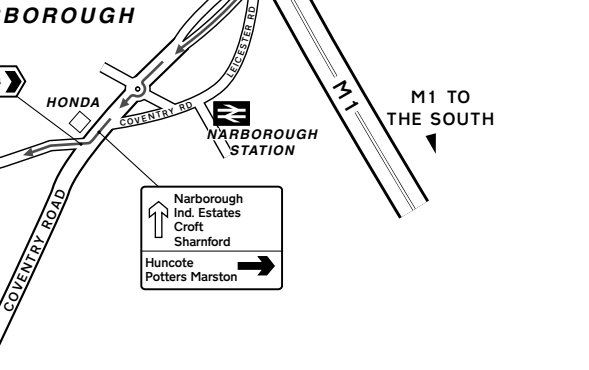 RBOROUGH
LEICESTER RD
M1
M1 TO
THE SOUTH
HONDA
COVENTRY RD
NARBOROUGH
STATION
COVENTRY ROAD
Narborough
Ind. Estates
Croft
Sharnford
Huncote
Potters Marston